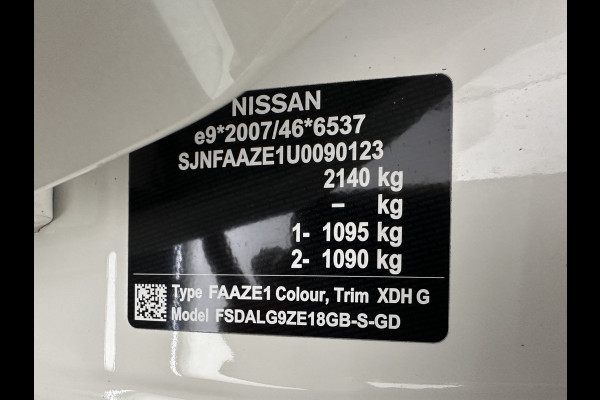 NISSAN
e9*2007/46*6537
SJNFAAZE1U0090123
2140 kg
– kg
1- 1095 kg
2- 1090 kg
Type FAAZE1 Colour, Trim XDH G
Model FSDALG9ZE18GB-S-GD